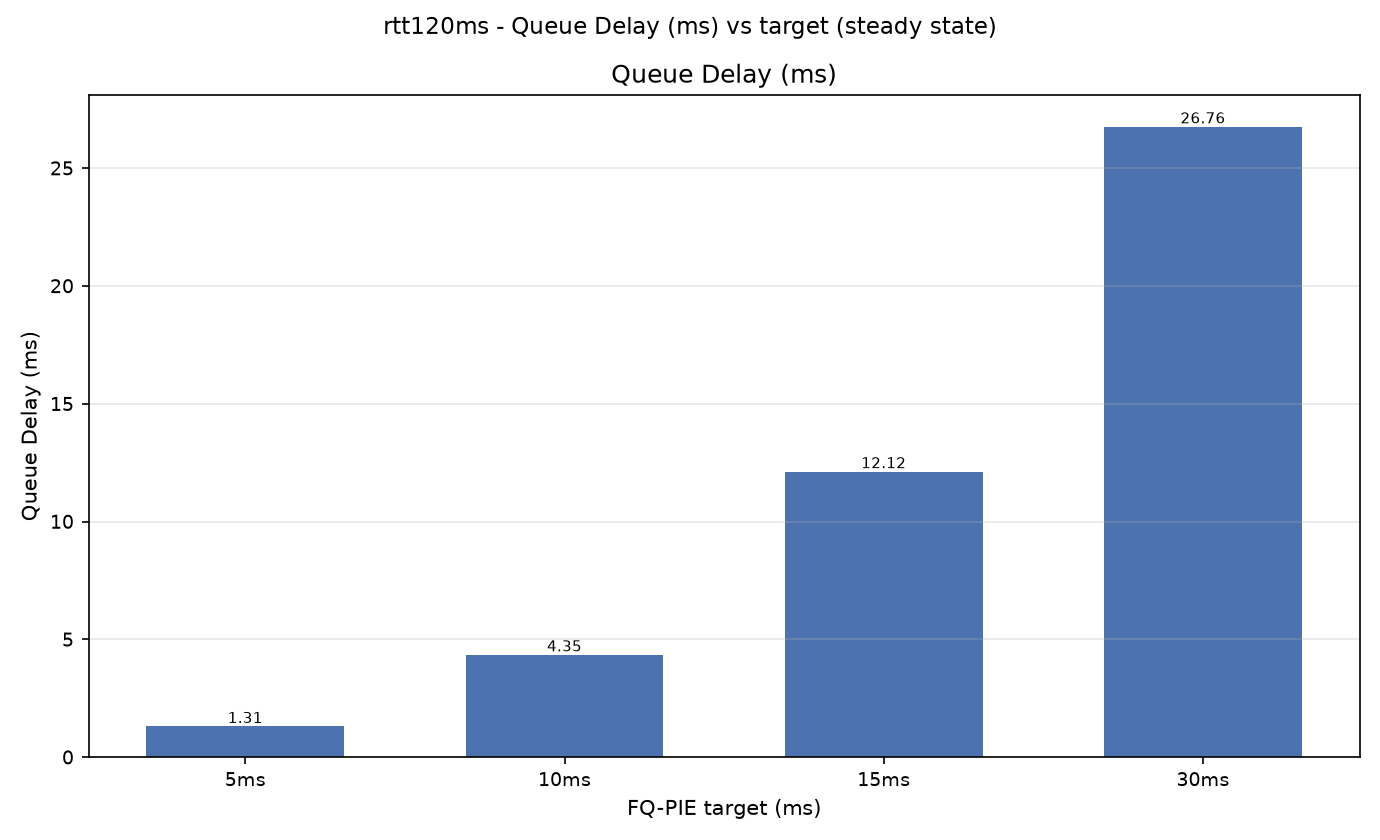 rtt120ms - Queue Delay (ms) vs target (steady state)
Queue Delay (ms)
Queue Delay (ms)
25
20
15
10
5
0
1.31
4.35
12.12
26.76
5ms
10ms
15ms
30ms
FQ-PIE target (ms)